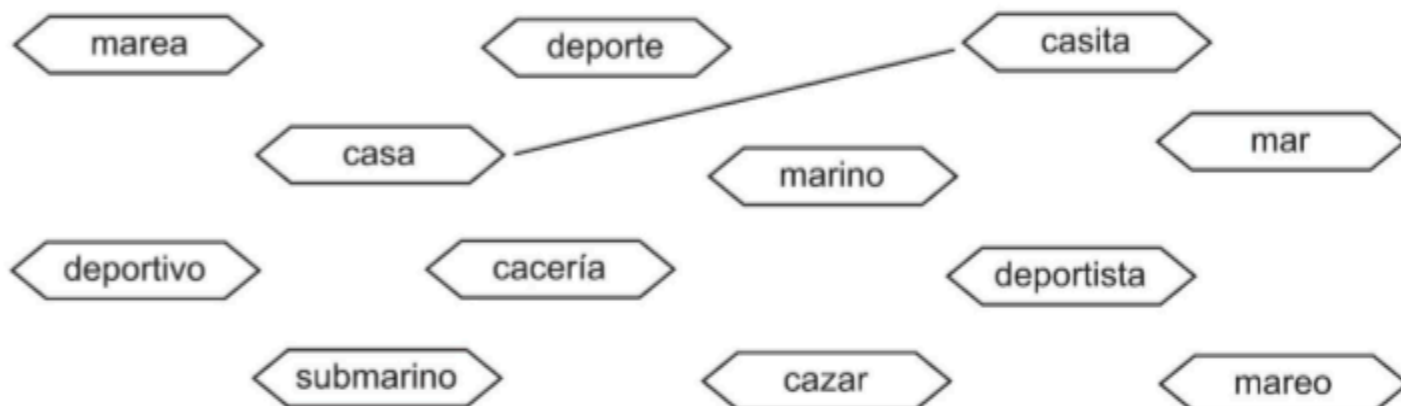 marea
deporte
casita
casa
marino
mar
deportivo
cacería
deportista
submarino
cazar
mareo